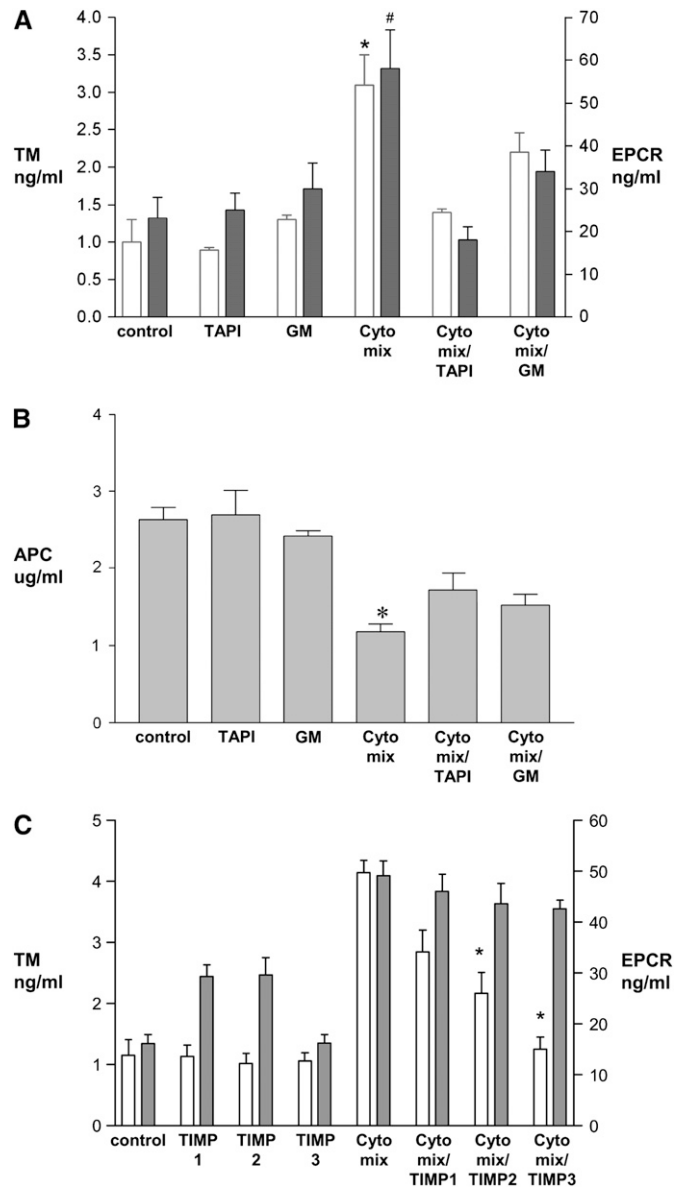 A
4.0
3.5
3.0
2.5
2.0
1.5
1.0
0.5
0.0
TM
ng/ml
70
60
50
40
30
20
10
0
EPCR
ng/ml
*
#
control TAPI GM Cyto mix Cyto mix/ TAPI Cyto mix/ GM
B
4
3
2
1
0
APC
ug/ml
*
control TAPI GM Cyto mix Cyto mix/ TAPI Cyto mix/ GM
C
5
4
3
2
1
0
TM
ng/ml
60
50
40
30
20
10
0
EPCR
ng/ml
*
*
control TIMP 1 TIMP 2 TIMP 3 Cyto mix Cyto mix/ TIMP1 Cyto mix/ TIMP2 Cyto mix/ TIMP3